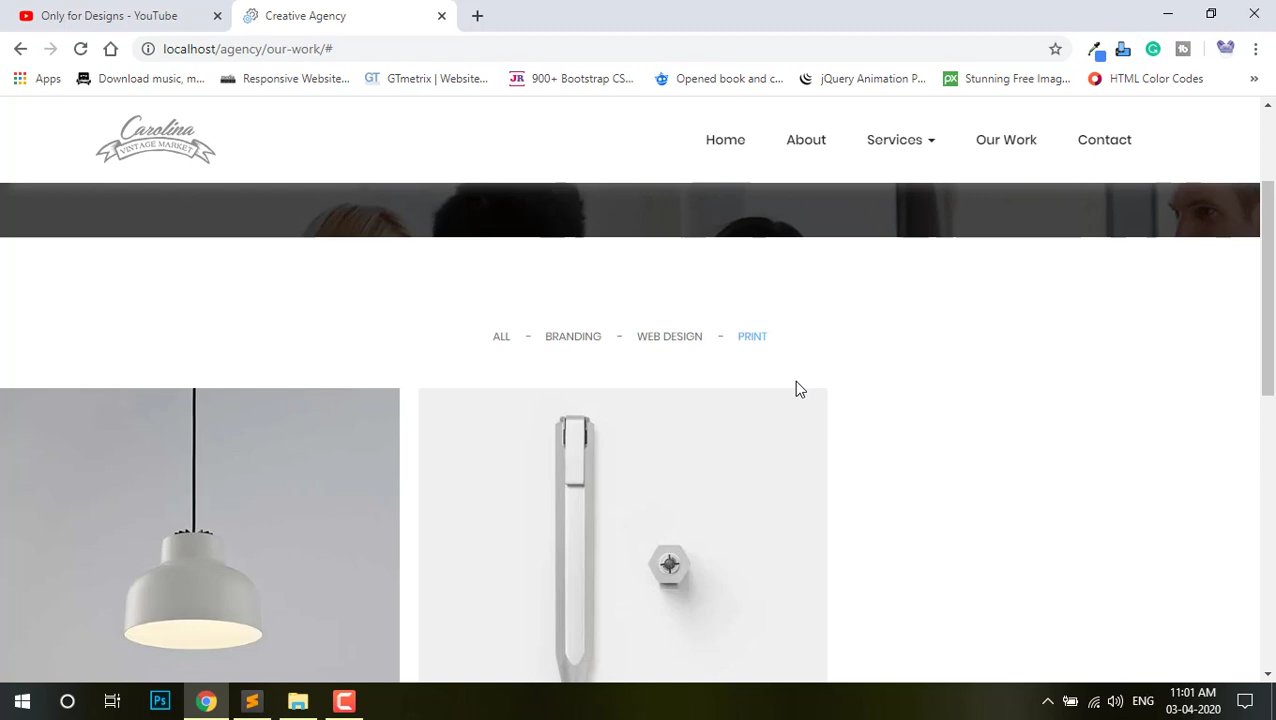 Only for Designs - YouTube
Creative Agency
localhost/agency/our-work/#
Apps
Download music, m...
Responsive Website...
GT
GTmetrix | Website...
JR
900+ Bootstrap CS...
Opened book and c...
jQuery Animation P...
px
Stunning Free Imag...
HTML Color Codes
»
Carolina
VINTAGE MARKET
Home
About
Services
Our Work
Contact
ALL - BRANDING - WEB DESIGN - PRINT
Ps
ENG
11:01 AM
03-04-2020